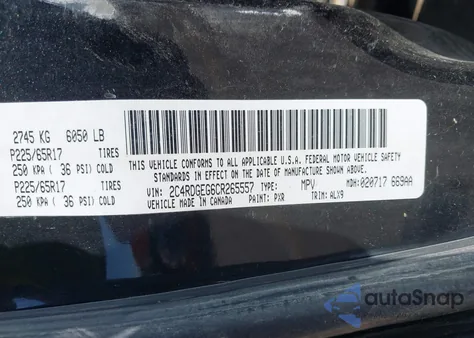 2745 KG 6050 LB
P225/65R17 TIRES
250 KPA ( 36 PSI) COLD
P225/65R17 TIRES
250 KPA ( 36 PSI) COLD
THIS VEHICLE CONFORMS TO ALL APPLICABLE U.S.A. FEDERAL MOTOR VEHICLE SAFETY
STANDARDS IN EFFECT ON THE DATE OF MANUFACTURE SHOWN ABOVE.
VIN: 2C4RDGEG6CR265557 TYPE: MPV MDH:020717 669AA
VEHICLE MADE IN CANADA PAINT: PXR TRIM: ALX9
autoSnap